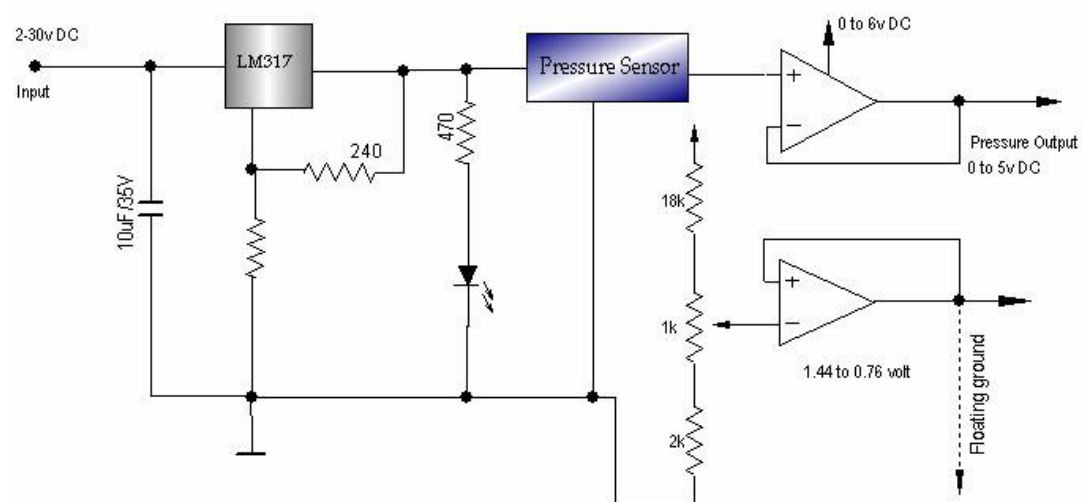 2-30v DC
Input
LM317
Pressure Sensor
0 to 6v DC
+
−
Pressure Output
0 to 5v DC
240
470
10uF/35V
18k
1k
2k
+
−
1.44 to 0.76 volt
Floating ground